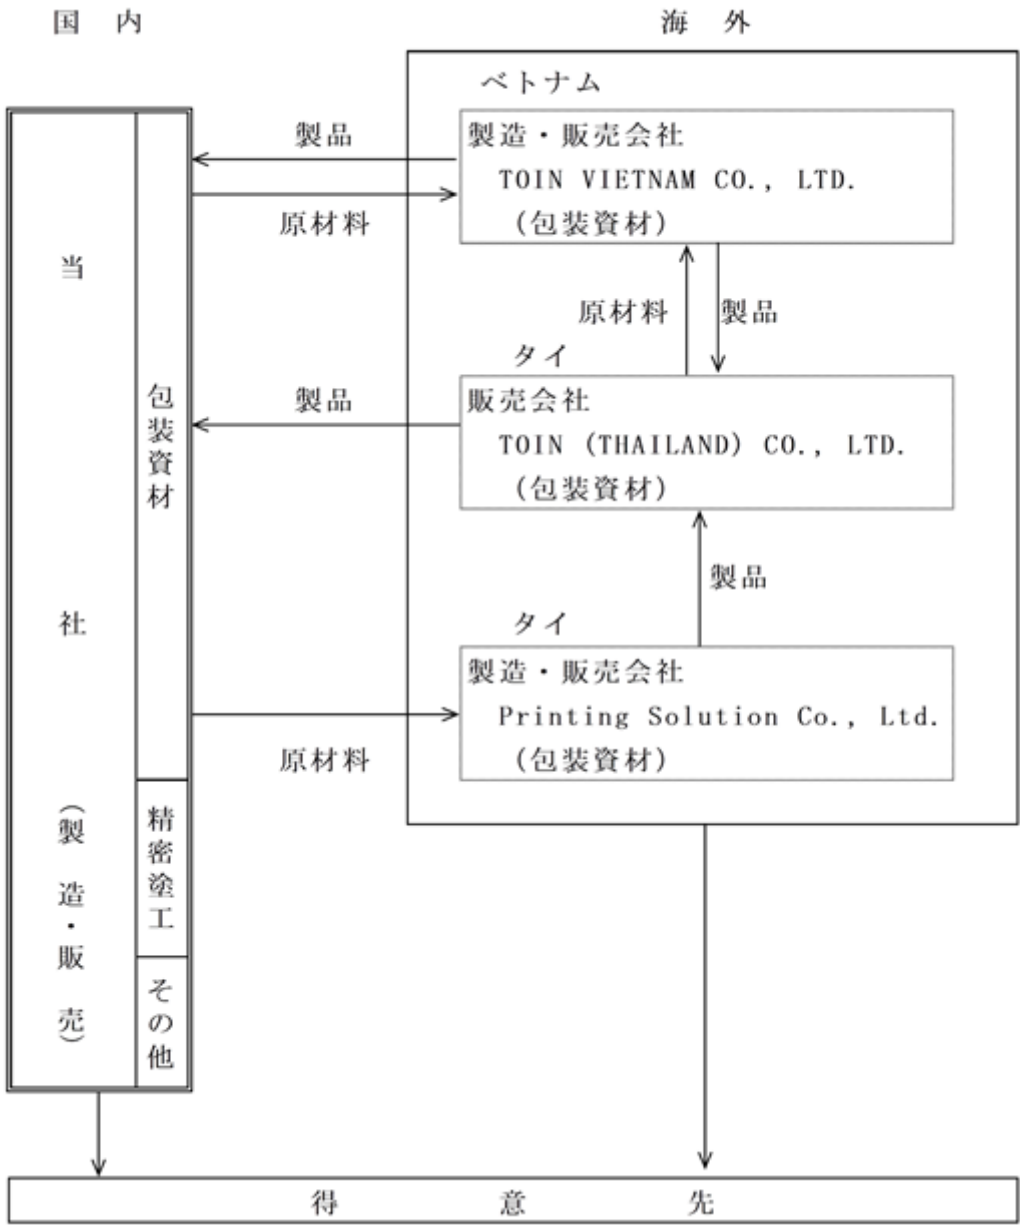 国内
海外
ベトナム
製造・販売会社
TOIN VIETNAM CO., LTD.
(包装資材)
製品
原材料
原材料
製品
タイ
販売会社
TOIN (THAILAND) CO., LTD.
(包装資材)
製品
製品
タイ
製造・販売会社
Printing Solution Co., Ltd.
(包装資材)
原材料
当社(製造・販売)
包装資材
精密塗工
その他
得意先